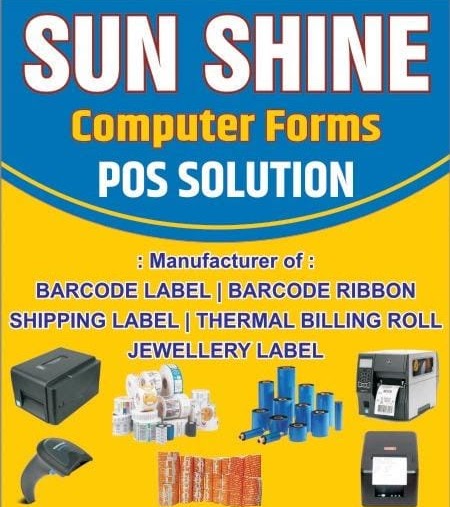 SUN SHINE
Computer Forms
POS SOLUTION
: Manufacturer of :
BARCODE LABEL | BARCODE RIBBON
SHIPPING LABEL | THERMAL BILLING ROLL
JEWELLERY LABEL